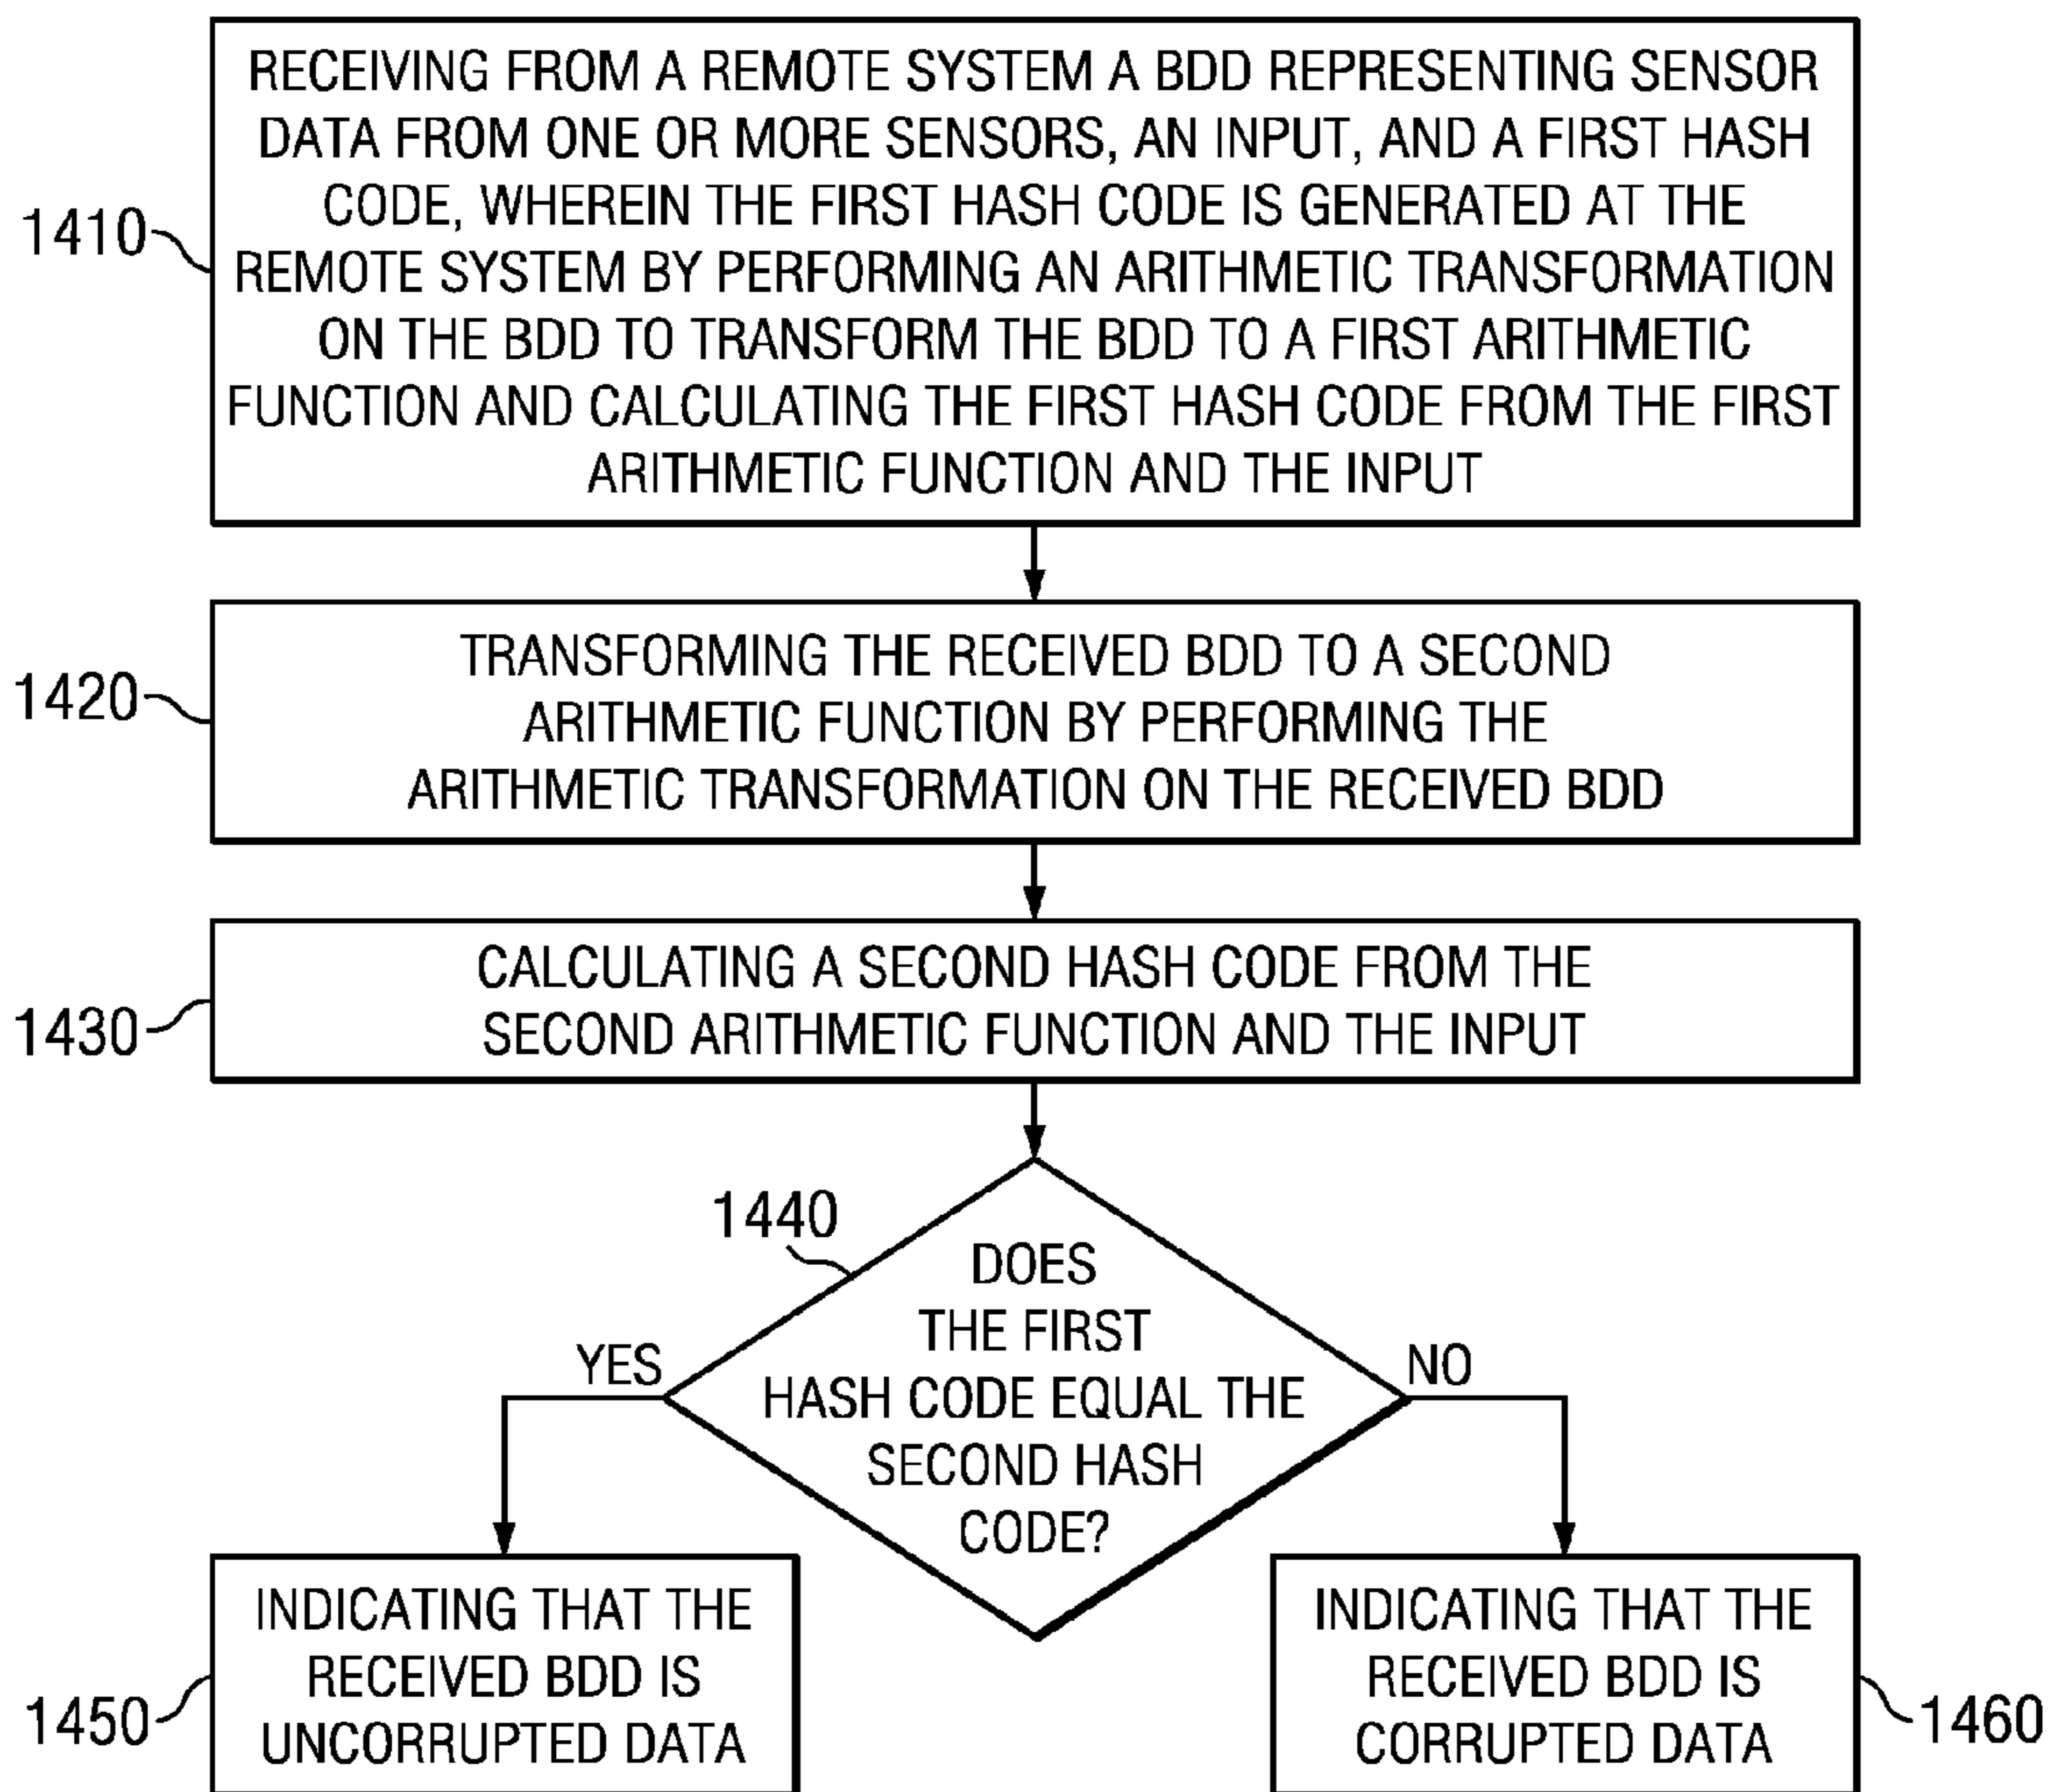 RECEIVING FROM A REMOTE SYSTEM A BDD REPRESENTING SENSOR
DATA FROM ONE OR MORE SENSORS, AN INPUT, AND A FIRST HASH
CODE, WHEREIN THE FIRST HASH CODE IS GENERATED AT THE
REMOTE SYSTEM BY PERFORMING AN ARITHMETIC TRANSFORMATION
ON THE BDD TO TRANSFORM THE BDD TO A FIRST ARITHMETIC
FUNCTION AND CALCULATING THE FIRST HASH CODE FROM THE FIRST
ARITHMETIC FUNCTION AND THE INPUT
1410
TRANSFORMING THE RECEIVED BDD TO A SECOND
ARITHMETIC FUNCTION BY PERFORMING THE
ARITHMETIC TRANSFORMATION ON THE RECEIVED BDD
1420
CALCULATING A SECOND HASH CODE FROM THE
SECOND ARITHMETIC FUNCTION AND THE INPUT
1430
1440
DOES
THE FIRST
HASH CODE EQUAL THE
SECOND HASH
CODE?
YES
NO
INDICATING THAT THE
RECEIVED BDD IS
UNCORRUPTED DATA
1450
INDICATING THAT THE
RECEIVED BDD IS
CORRUPTED DATA
1460